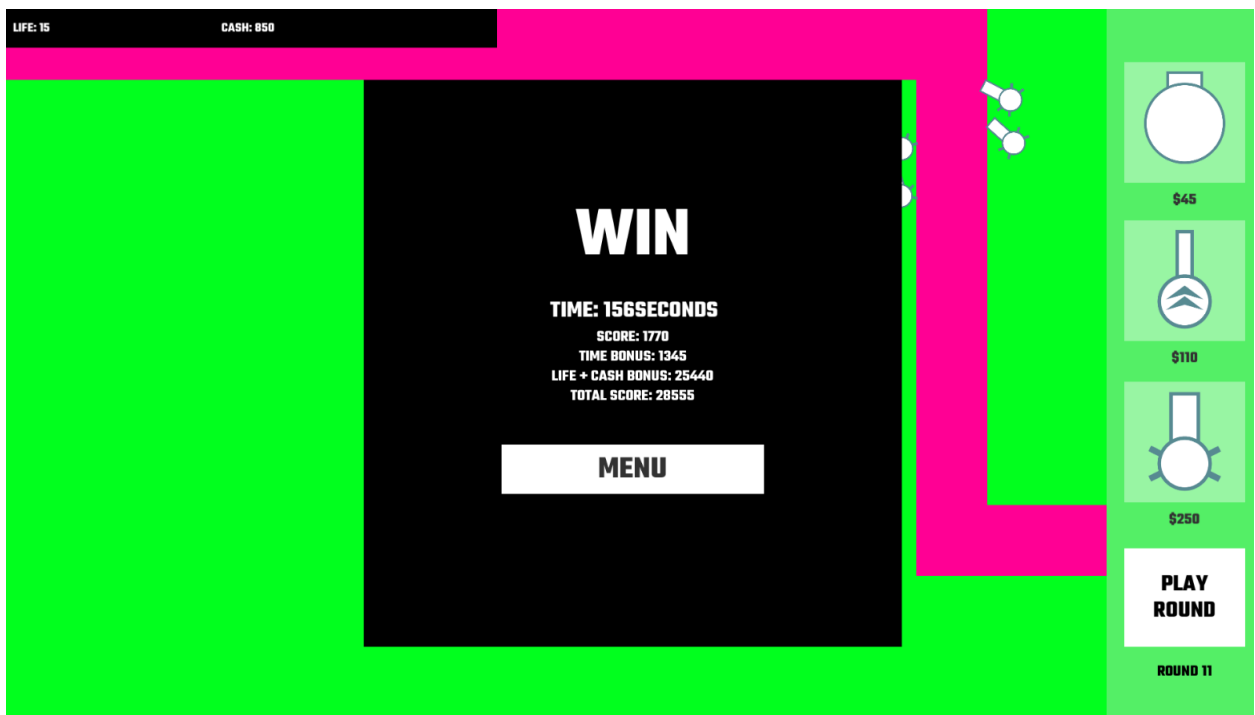 LIFE: 15 CASH: 850
WIN
TIME: 156SECONDS
SCORE: 1770
TIME BONUS: 1345
LIFE + CASH BONUS: 25440
TOTAL SCORE: 28555
MENU
$45
$110
$250
PLAY
ROUND
ROUND 11